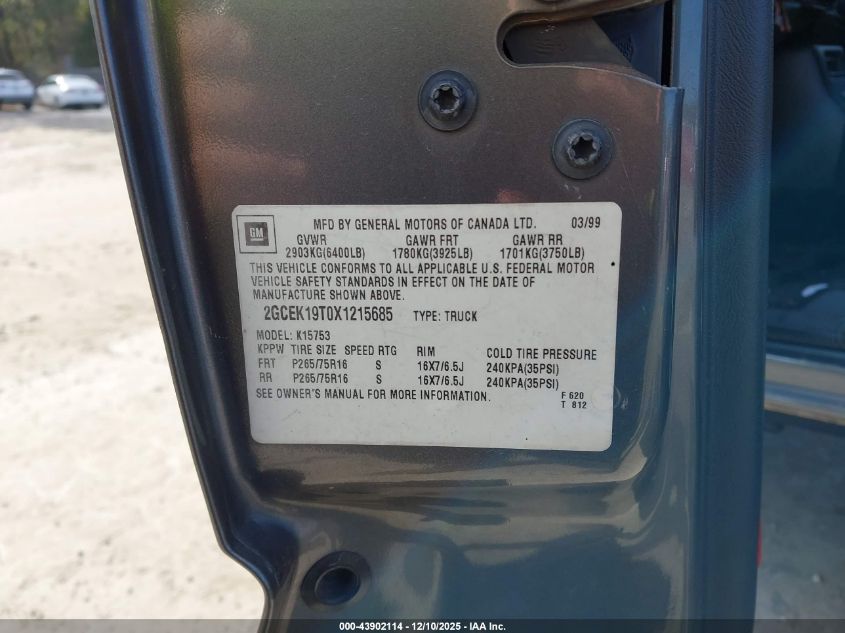 GM
MFD BY GENERAL MOTORS OF CANADA LTD. 03/99
GVWR GAWR FRT GAWR RR
2903KG(6400LB) 1780KG(3925LB) 1701KG(3750LB)
THIS VEHICLE CONFORMS TO ALL APPLICABLE U.S. FEDERAL MOTOR
VEHICLE SAFETY STANDARDS IN EFFECT ON THE DATE OF
MANUFACTURE SHOWN ABOVE.
2GCEK19T0X1215685 TYPE: TRUCK
MODEL: K15753
KPPW TIRE SIZE SPEED RTG RIM COLD TIRE PRESSURE
FRT P265/75R16 S 16X7/6.5J 240KPA(35PSI)
RR P265/75R16 S 16X7/6.5J 240KPA(35PSI)
SEE OWNER'S MANUAL FOR MORE INFORMATION.
F 620
T 812
000-43902114 - 12/10/2025 - IAA Inc.